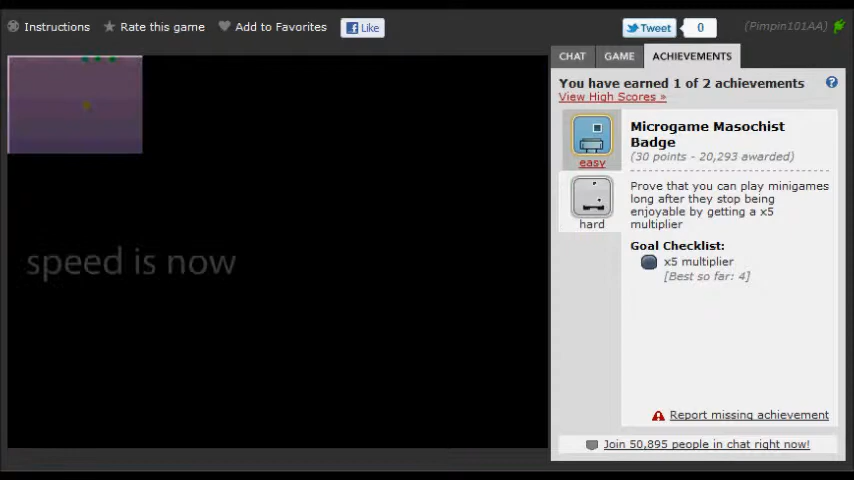 Instructions
Rate this game
Add to Favorites
Like
Tweet
0
(Pimpin101AA)
CHAT
GAME
ACHIEVEMENTS
You have earned 1 of 2 achievements
View High Scores »
?
easy
hard
Microgame Masochist
Badge
(30 points - 20,293 awarded)
Prove that you can play minigames
long after they stop being
enjoyable by getting a x5
multiplier
Goal Checklist:
x5 multiplier
[Best so far: 4]
Report missing achievement
Join 50,895 people in chat right now!
speed is now